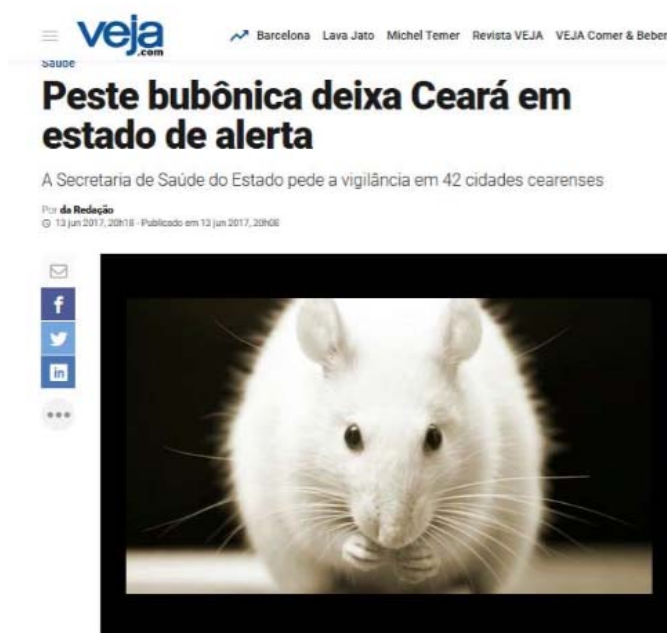 veja
.com
Barcelona Lava Jato Michel Temer Revista VEJA VEJA Comer & Beber
Saúde
Peste bubônica deixa Ceará em
estado de alerta
A Secretaria de Saúde do Estado pede a vigilância em 42 cidades cearenses
Por da Redação
13 jun 2017, 20h18 - Publicado em 13 jun 2017, 20h08
f
in